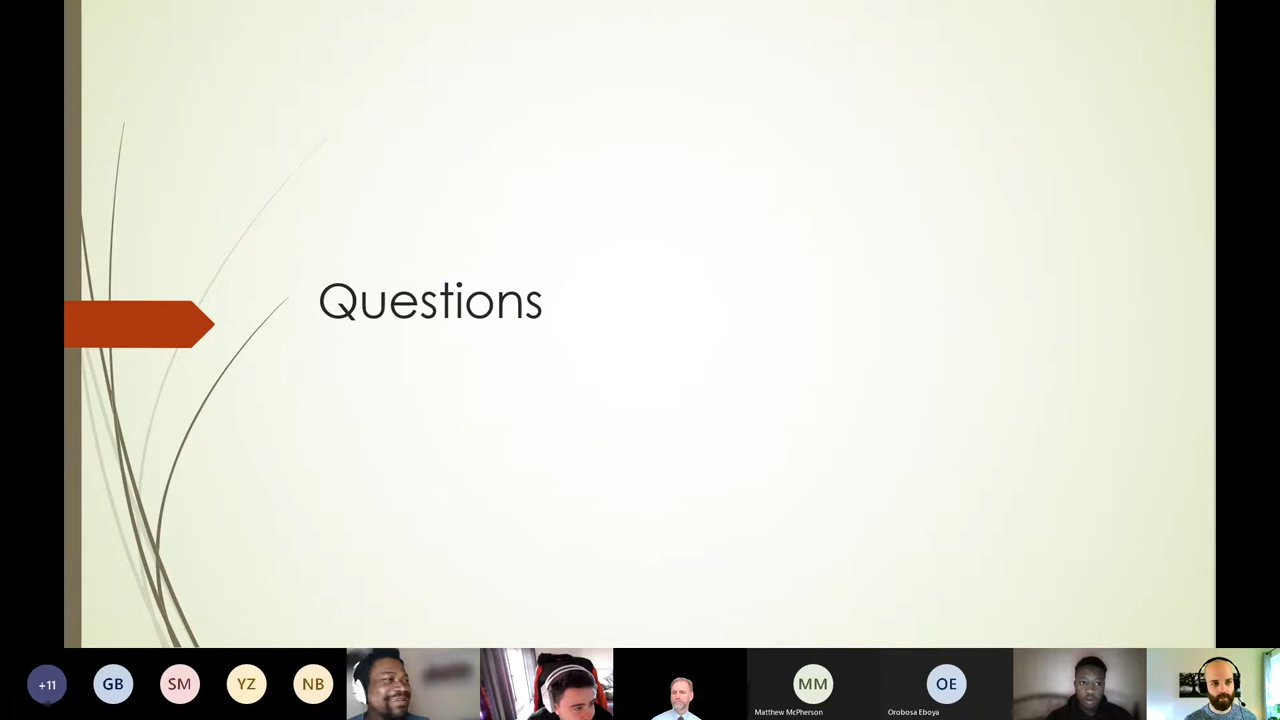 Questions
+11
GB
SM
YZ
NB
MM
Matthew McPherson
OE
Orobosa Eboya